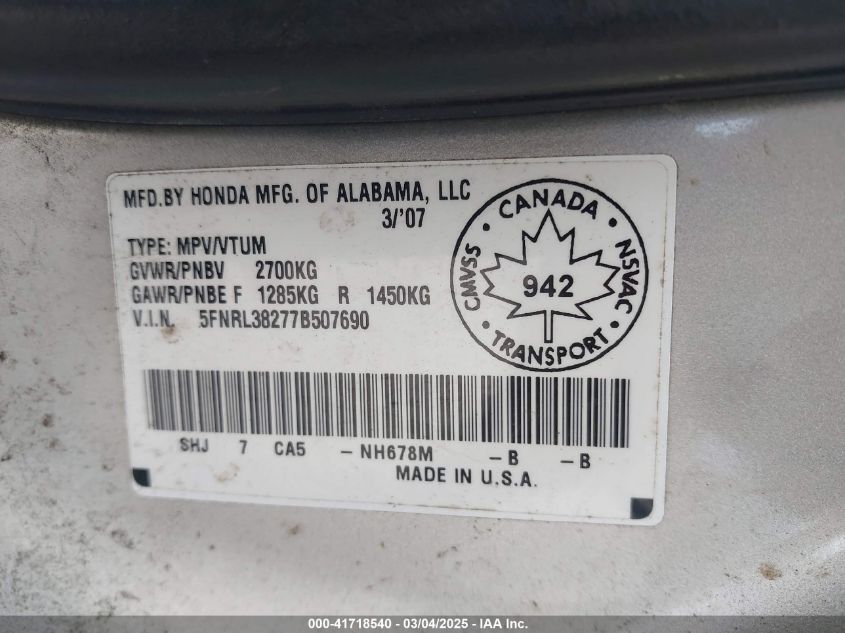 MFD.BY HONDA MFG. OF ALABAMA, LLC
3/'07
TYPE: MPV/VTUM
GVWR/PNBV 2700KG
GAWR/PNBE F 1285KG R 1450KG
V.I.N. 5FNRL38277B507690
CANADA
CMVSS
NSVAC
942
TRANSPORT
SHJ 7 CA5 -NH678M -B -B
MADE IN U.S.A.
000-41718540 - 03/04/2025 - IAA Inc.